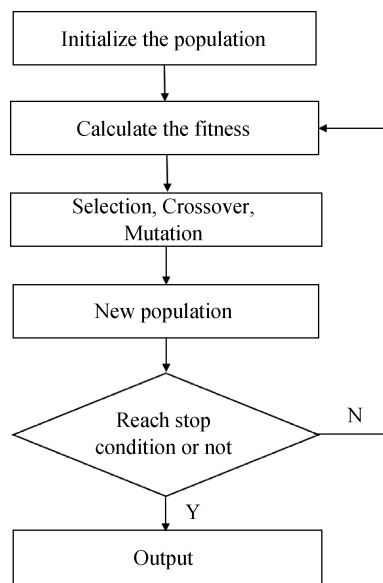 Initialize the population
Calculate the fitness
Selection, Crossover,
Mutation
New population
Reach stop
condition or not
N
Y
Output